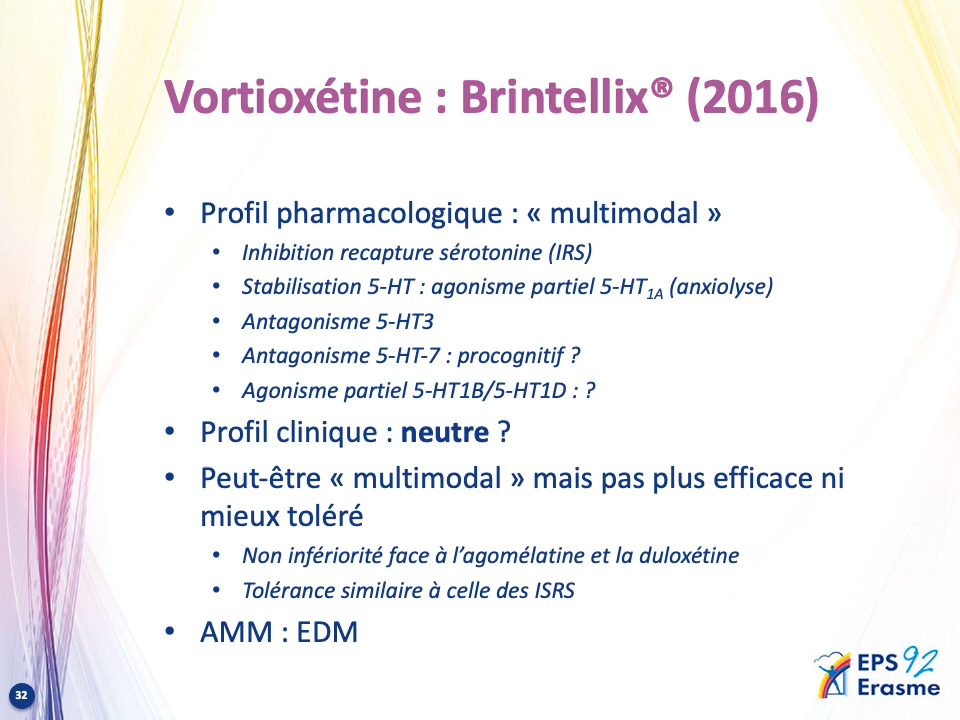 Vortioxétine : Brintellix® (2016)
• Profil pharmacologique : « multimodal »
• Inhibition recapture sérotonine (IRS)
• Stabilisation 5-HT : agonisme partiel 5-HT1A (anxiolyse)
• Antagonisme 5-HT3
• Antagonisme 5-HT-7 : procognitif ?
• Agonisme partiel 5-HT1B/5-HT1D : ?
• Profil clinique : neutre ?
• Peut-être « multimodal » mais pas plus efficace ni
mieux toléré
• Non infériorité face à l’agomélatine et la duloxétine
• Tolérance similaire à celle des ISRS
• AMM : EDM
32
EPS 92
Erasme